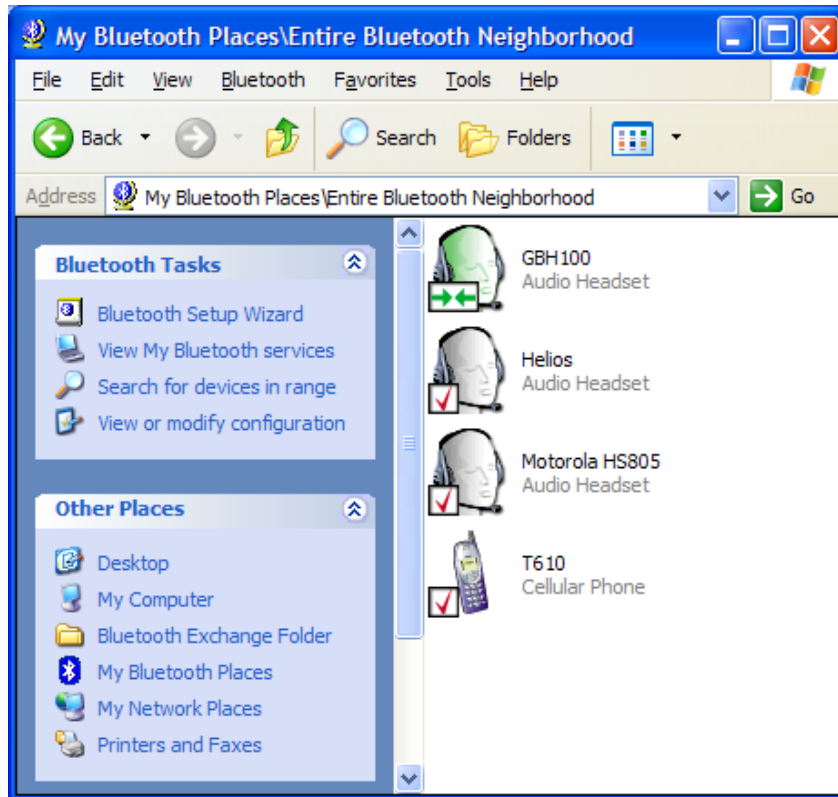 My Bluetooth Places\Entire Bluetooth Neighborhood
File Edit View Bluetooth Favorites Tools Help
Back Search Folders
Address My Bluetooth Places\Entire Bluetooth Neighborhood Go
Bluetooth Tasks
Bluetooth Setup Wizard
View My Bluetooth services
Search for devices in range
View or modify configuration
Other Places
Desktop
My Computer
Bluetooth Exchange Folder
My Bluetooth Places
My Network Places
Printers and Faxes
GBH100
Audio Headset
Helios
Audio Headset
Motorola HS805
Audio Headset
T610
Cellular Phone